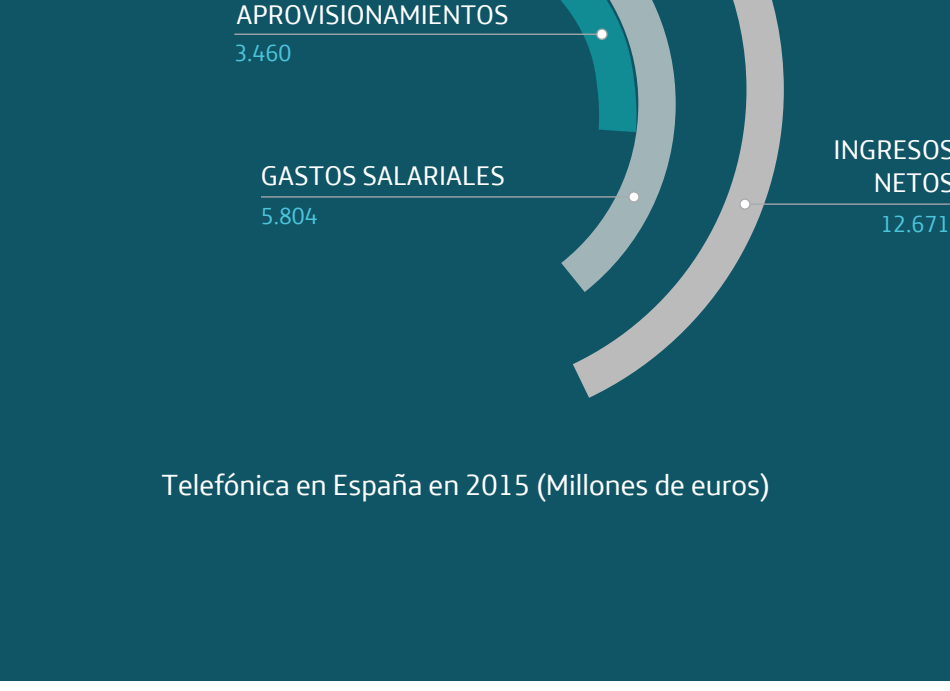 APROVISIONAMIENTOS
3.460
GASTOS SALARIALES
5.804
INGRESOS
NETOS
12.671
Telefónica en España en 2015 (Millones de euros)